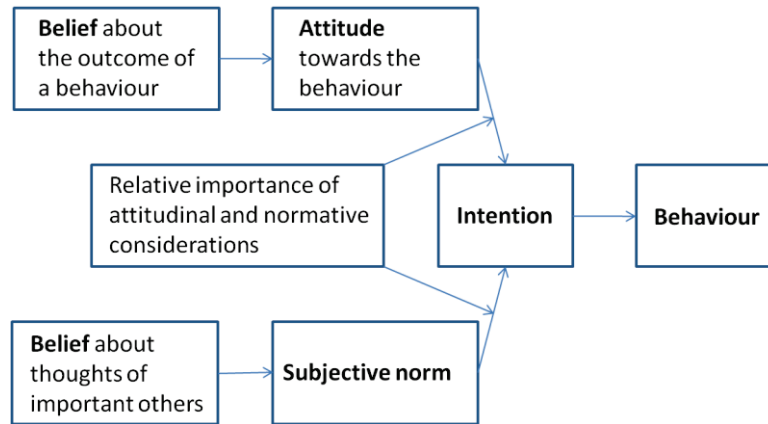 Belief about
the outcome of
a behaviour
Attitude
towards the
behaviour
Relative importance of
attitudinal and normative
considerations
Intention
Behaviour
Belief about
thoughts of
important others
Subjective norm